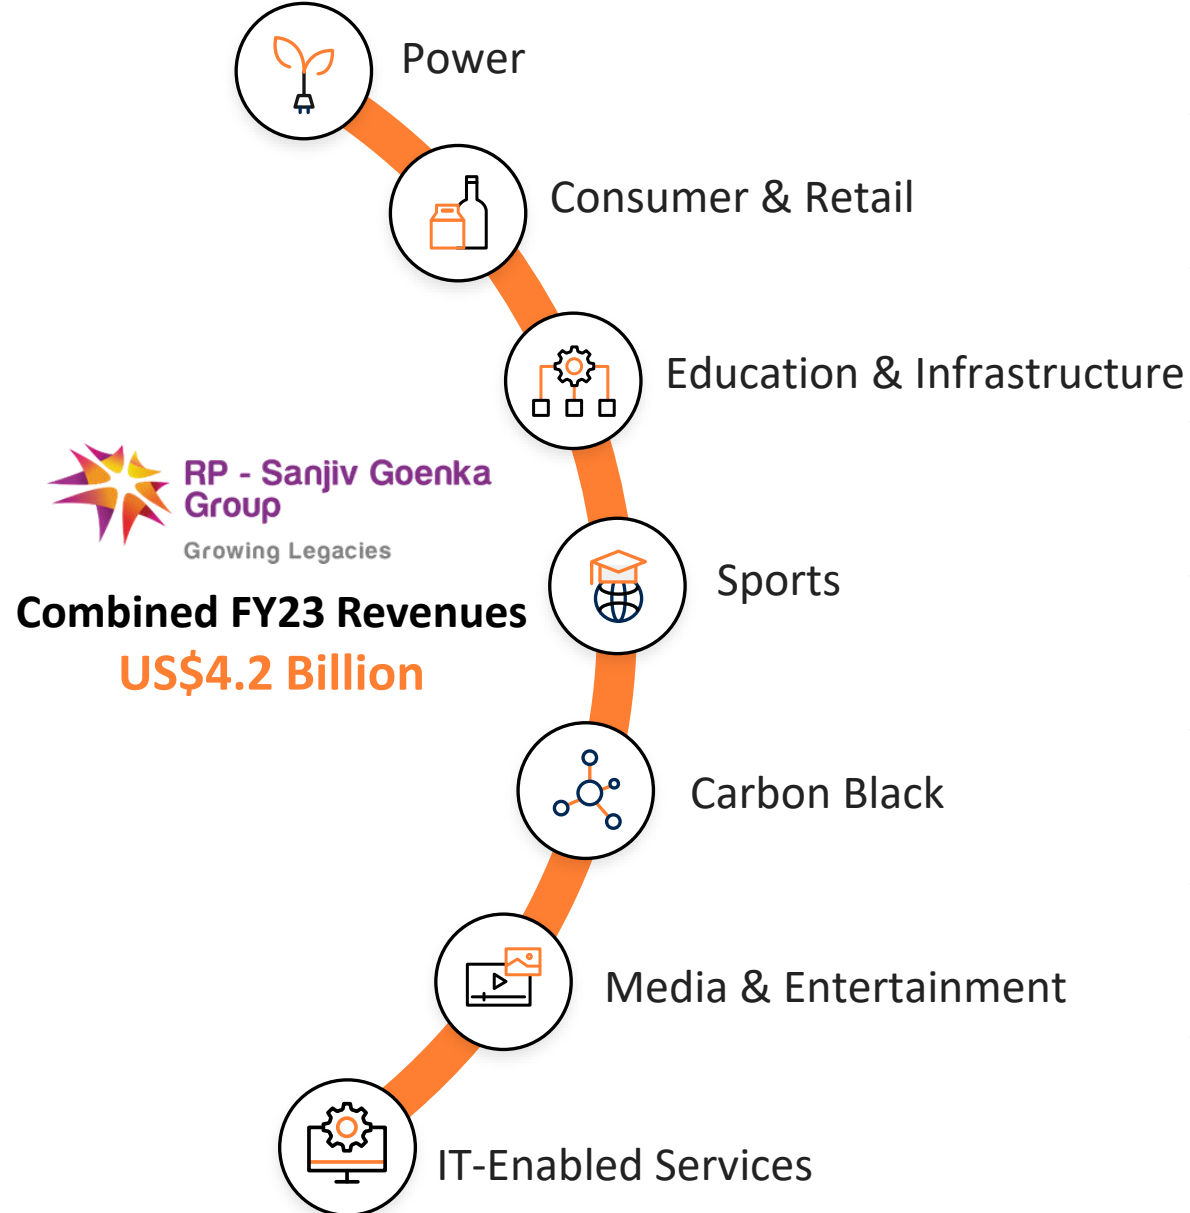 Power
Consumer & Retail
Education & Infrastructure
RP - Sanjiv Goenka
Group
Growing Legacies
Combined FY23 Revenues
US$4.2 Billion
Sports
Carbon Black
Media & Entertainment
IT-Enabled Services